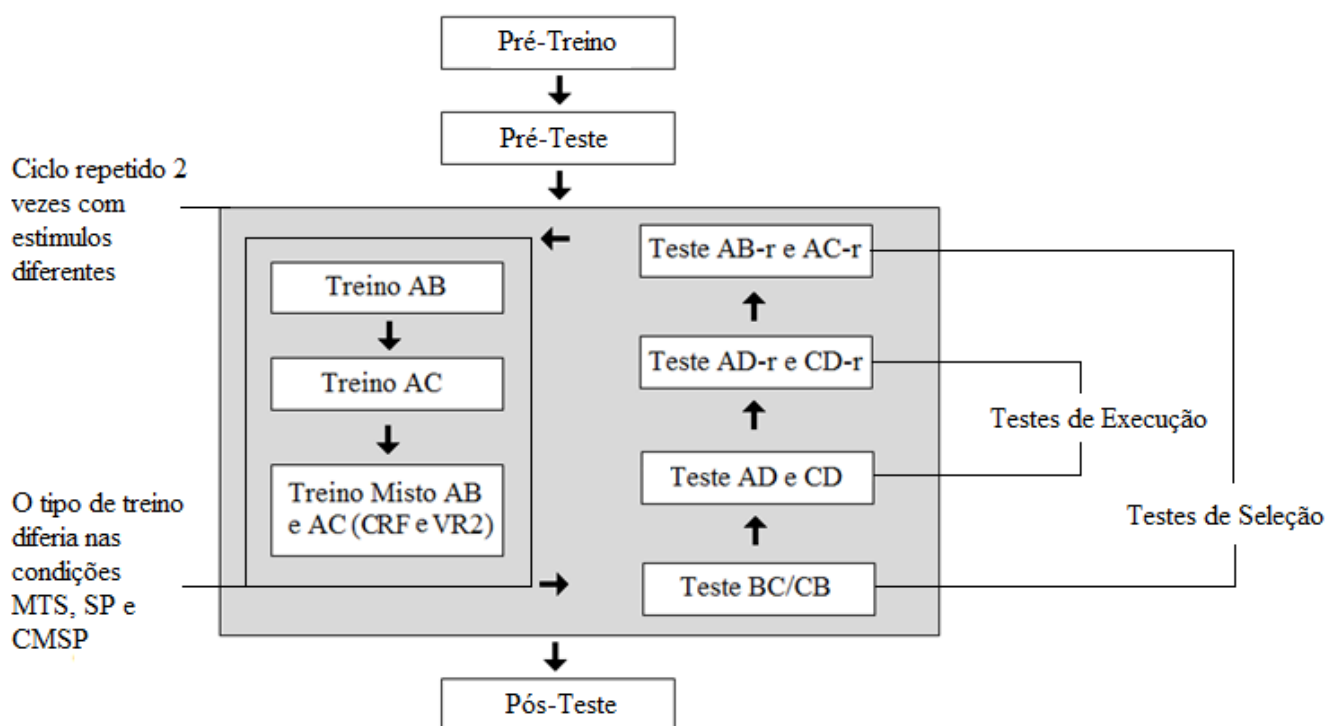 Pré-Treino
Pré-Teste
Ciclo repetido 2
vezes com
estímulos
diferentes
Treino AB
Treino AC
Treino Misto AB
e AC (CRF e VR2)
O tipo de treino
diferia nas
condições
MTS, SP e
CMSP
Teste AB-r e AC-r
Teste AD-r e CD-r
Teste AD e CD
Teste BC/CB
Testes de Execução
Testes de Seleção
Pós-Teste